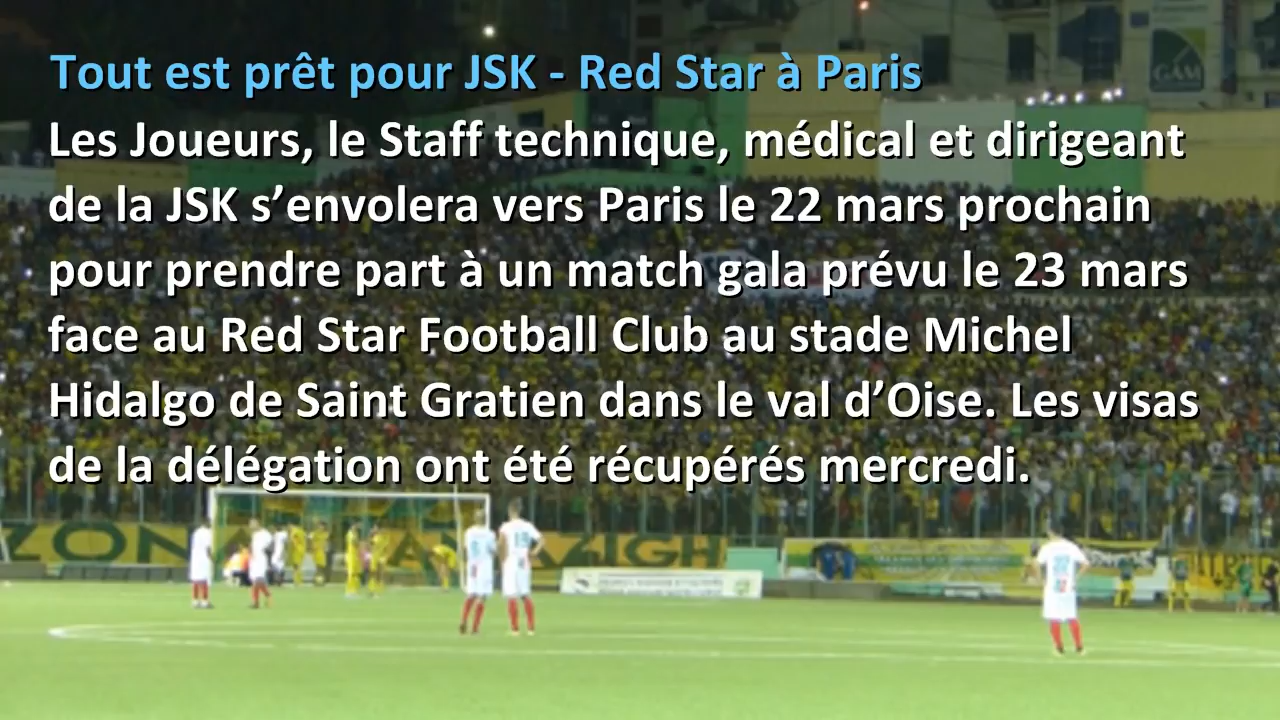 Tout est prêt pour JSK - Red Star à Paris
Les Joueurs, le Staff technique, médical et dirigeant
de la JSK s’envolera vers Paris le 22 mars prochain
pour prendre part à un match gala prévu le 23 mars
face au Red Star Football Club au stade Michel
Hidalgo de Saint Gratien dans le val d’Oise. Les visas
de la délégation ont été récupérés mercredi.
GAM